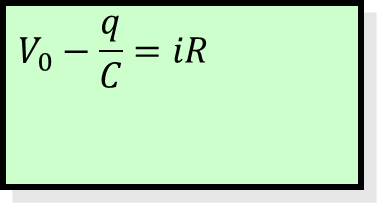 V₀ − q/C = iR